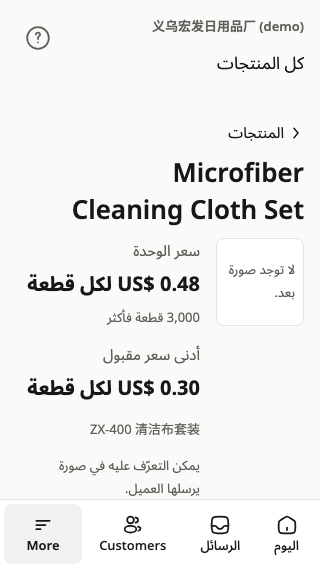 义乌宏发日用品厂 (demo)
كل المنتجات
المنتجات
Microfiber
Cleaning Cloth Set
لا توجد صورة
بعد.
سعر الوحدة
US$ 0.48 لكل قطعة
3,000 قطعة فأكثر
أدنى سعر مقبول
US$ 0.30 لكل قطعة
ZX-400 清洁布套装
يمكن التعرّف عليه في صورة
يرسلها العميل.
اليوم
الرسائل
Customers
More